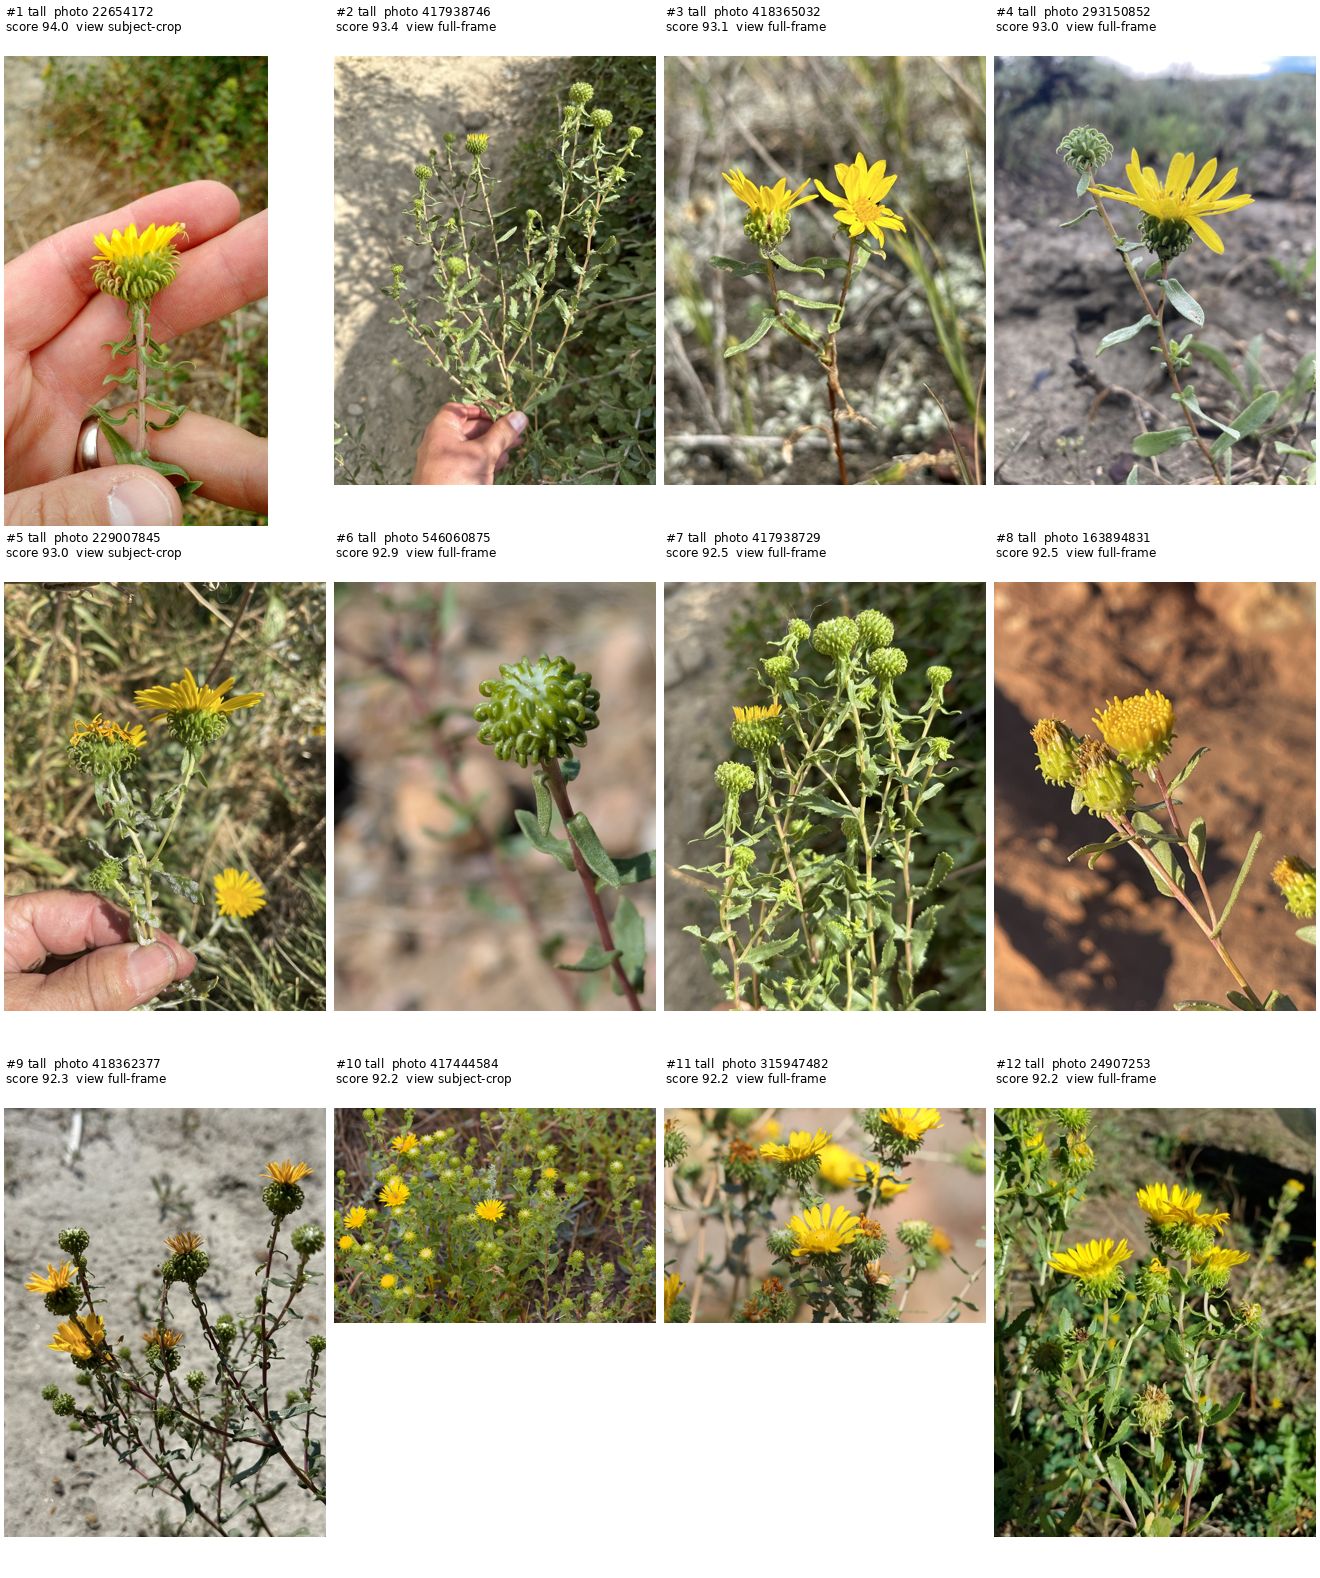 #1 tall  photo 22654172
score 94.0  view subject-crop
#2 tall  photo 417938746
score 93.4  view full-frame
#3 tall  photo 418365032
score 93.1  view full-frame
#4 tall  photo 293150852
score 93.0  view full-frame
#5 tall  photo 229007845
score 93.0  view subject-crop
#6 tall  photo 546060875
score 92.9  view full-frame
#7 tall  photo 417938729
score 92.5  view full-frame
#8 tall  photo 163894831
score 92.5  view full-frame
#9 tall  photo 418362377
score 92.3  view full-frame
#10 tall  photo 417444584
score 92.2  view subject-crop
#11 tall  photo 315947482
score 92.2  view full-frame
#12 tall  photo 24907253
score 92.2  view full-frame